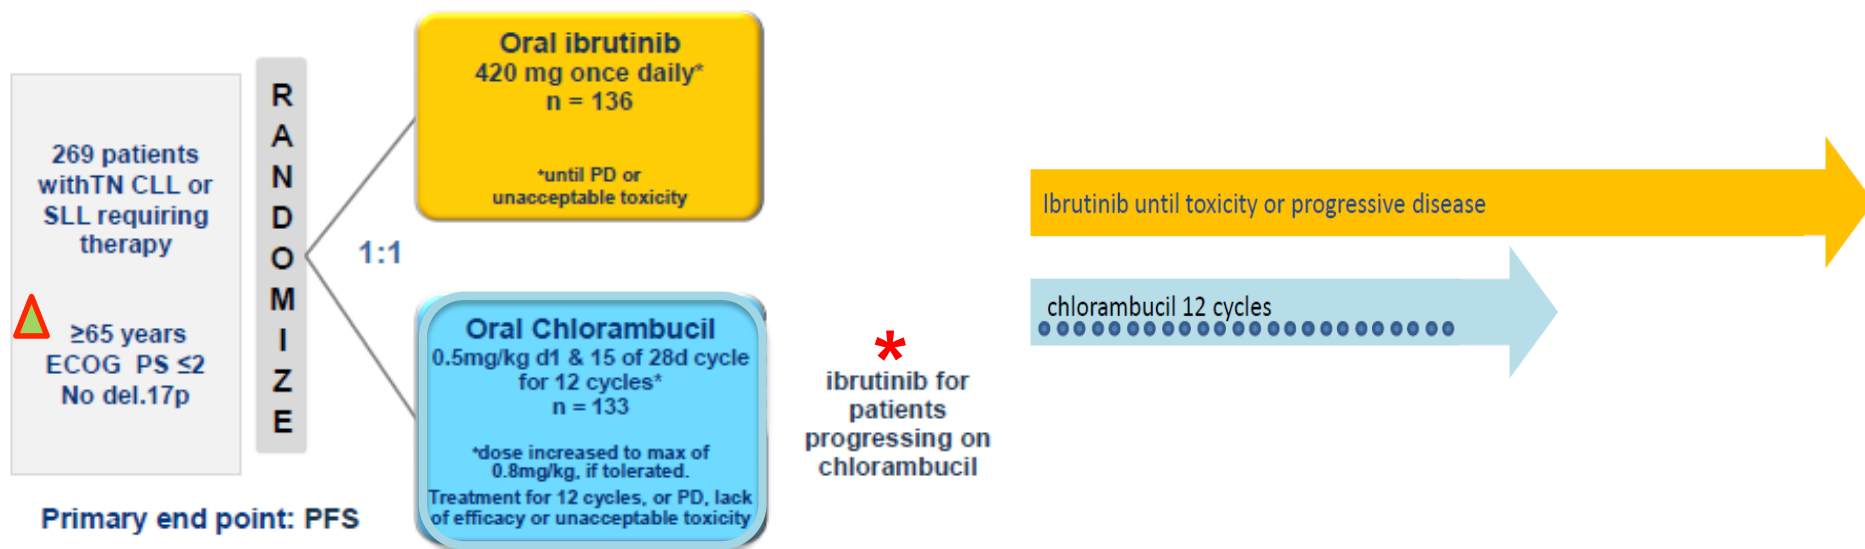 269 patients
withTN CLL or
SLL requiring
therapy
≥65 years
ECOG PS ≤2
No del.17p
Primary end point: PFS
R
A
N
D
O
M
I
Z
E
1:1
Oral ibrutinib
420 mg once daily*
n = 136
*until PD or
unacceptable toxicity
Oral Chlorambucil
0.5mg/kg d1 & 15 of 28d cycle
for 12 cycles*
n = 133
*dose increased to max of
0.8mg/kg, if tolerated.
Treatment for 12 cycles, or PD, lack
of efficacy or unacceptable toxicity
*
ibrutinib for
patients
progressing on
chlorambucil
Ibrutinib until toxicity or progressive disease
chlorambucil 12 cycles